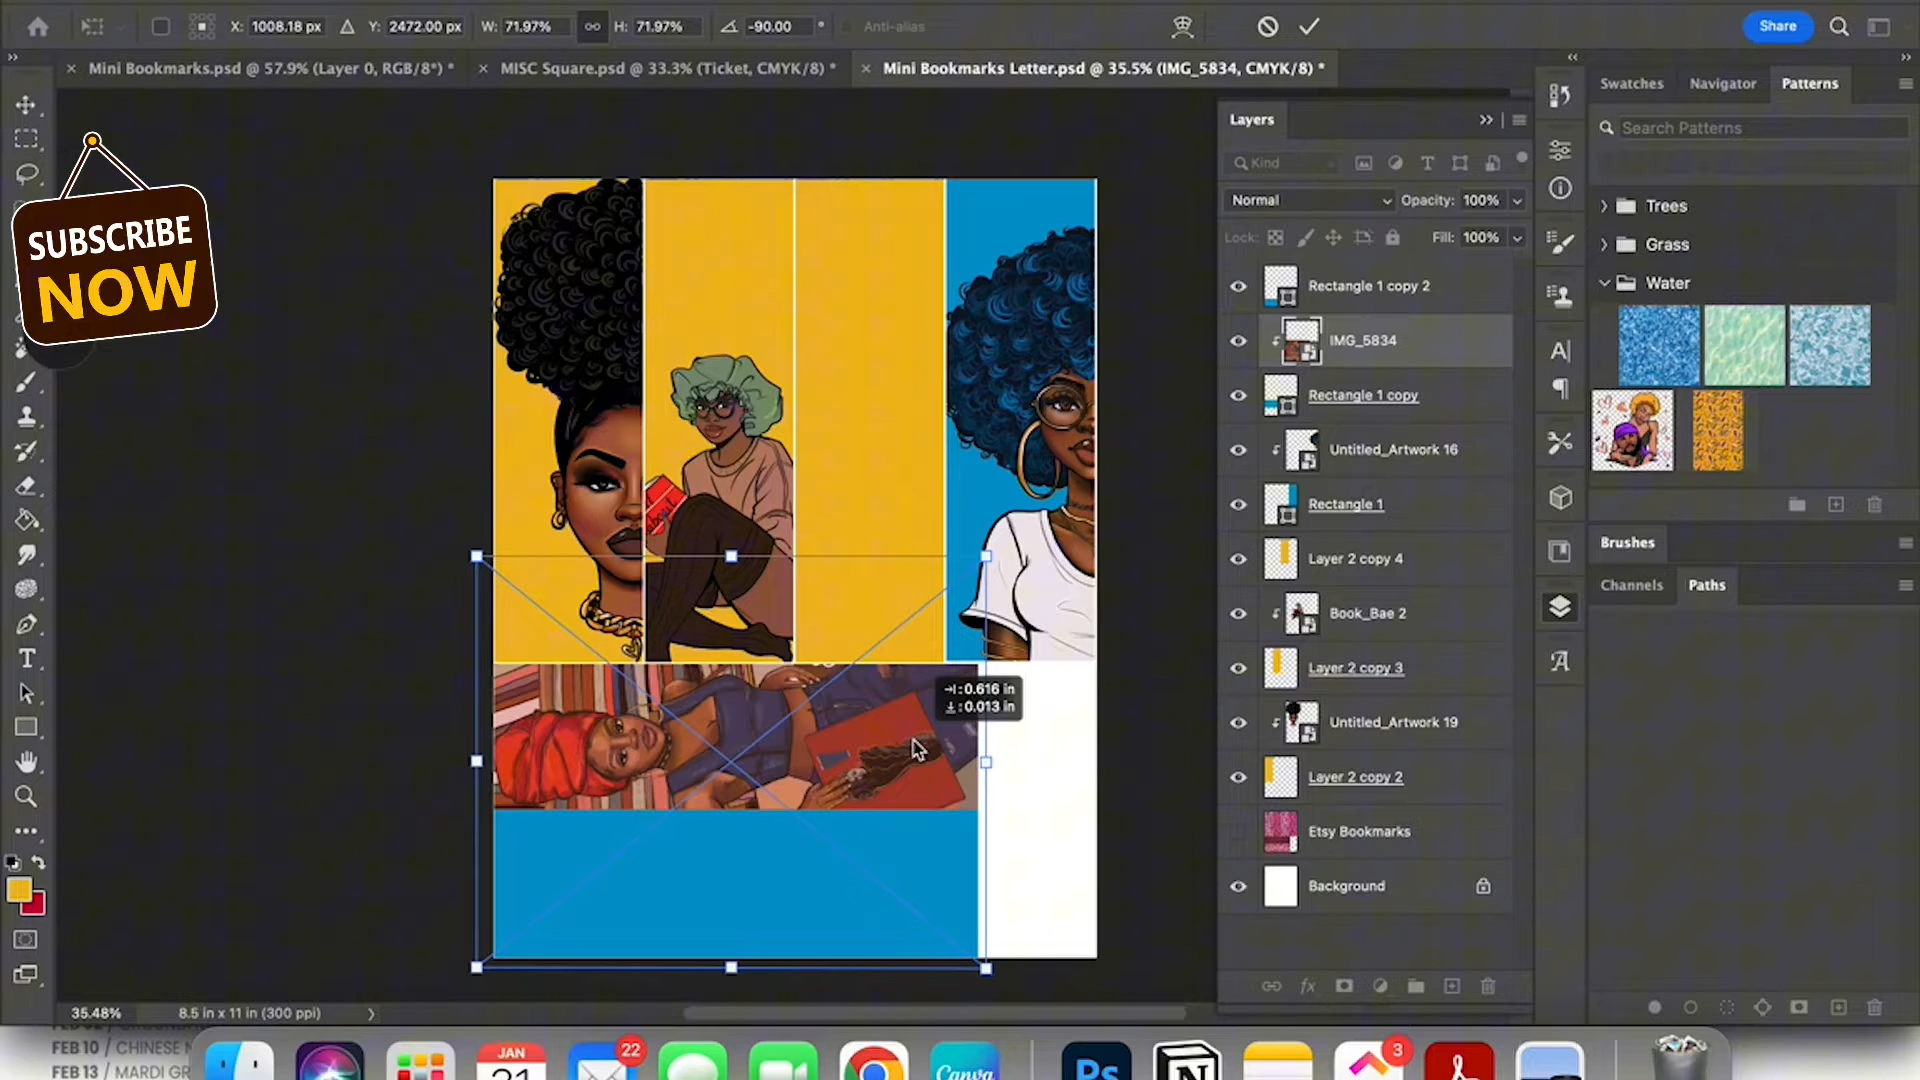 X: 1008.18 px Y: 2472.00 px W: 71.97% H: 71.97% -90.00 ° Anti-alias Share
Mini Bookmarks.psd @ 57.9% (Layer 0, RGB/8*) *
MISC Square.psd @ 33.3% (Ticket, CMYK/8) *
Mini Bookmarks Letter.psd @ 35.5% (IMG_5834, CMYK/8) *
SUBSCRIBE
NOW
0.616 in
0.013 in
Layers
Kind
Normal Opacity: 100%
Lock: Fill: 100%
Rectangle 1 copy 2
IMG_5834
Rectangle 1 copy
Untitled_Artwork 16
Rectangle 1
Layer 2 copy 4
Book_Bae 2
Layer 2 copy 3
Untitled_Artwork 19
Layer 2 copy 2
Etsy Bookmarks
Background
Swatches Navigator Patterns
Search Patterns
Trees
Grass
Water
Brushes
Channels Paths
35.48% 8.5 in x 11 in (300 ppi)
FEB 10 / CHINESE N
FEB 13 / MARDI GR
JAN
22
Canva
Ps
3